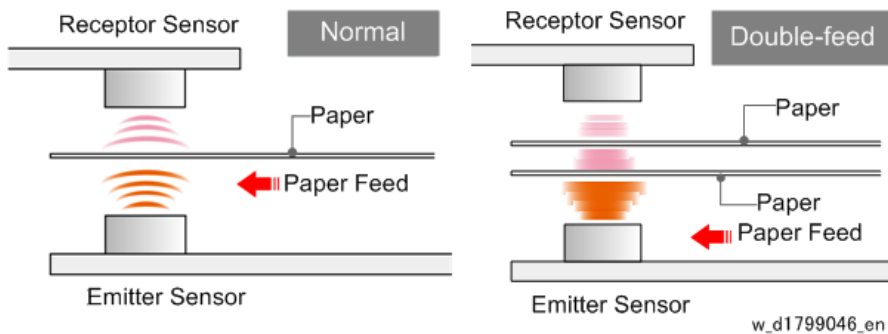 Receptor Sensor
Normal
Paper
Paper Feed
Emitter Sensor
Receptor Sensor
Double-feed
Paper
Paper
Paper Feed
Emitter Sensor
w_d1799046_en